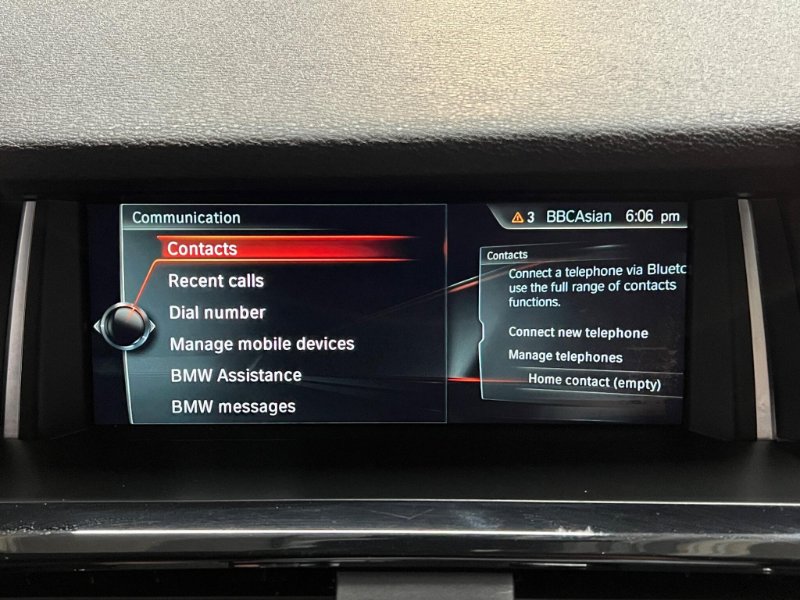 Communication
Contacts
Recent calls
Dial number
Manage mobile devices
BMW Assistance
BMW messages
3 BBCAsian 6:06 pm
Contacts
Connect a telephone via Bluetc
use the full range of contacts
functions.
Connect new telephone
Manage telephones
Home contact (empty)